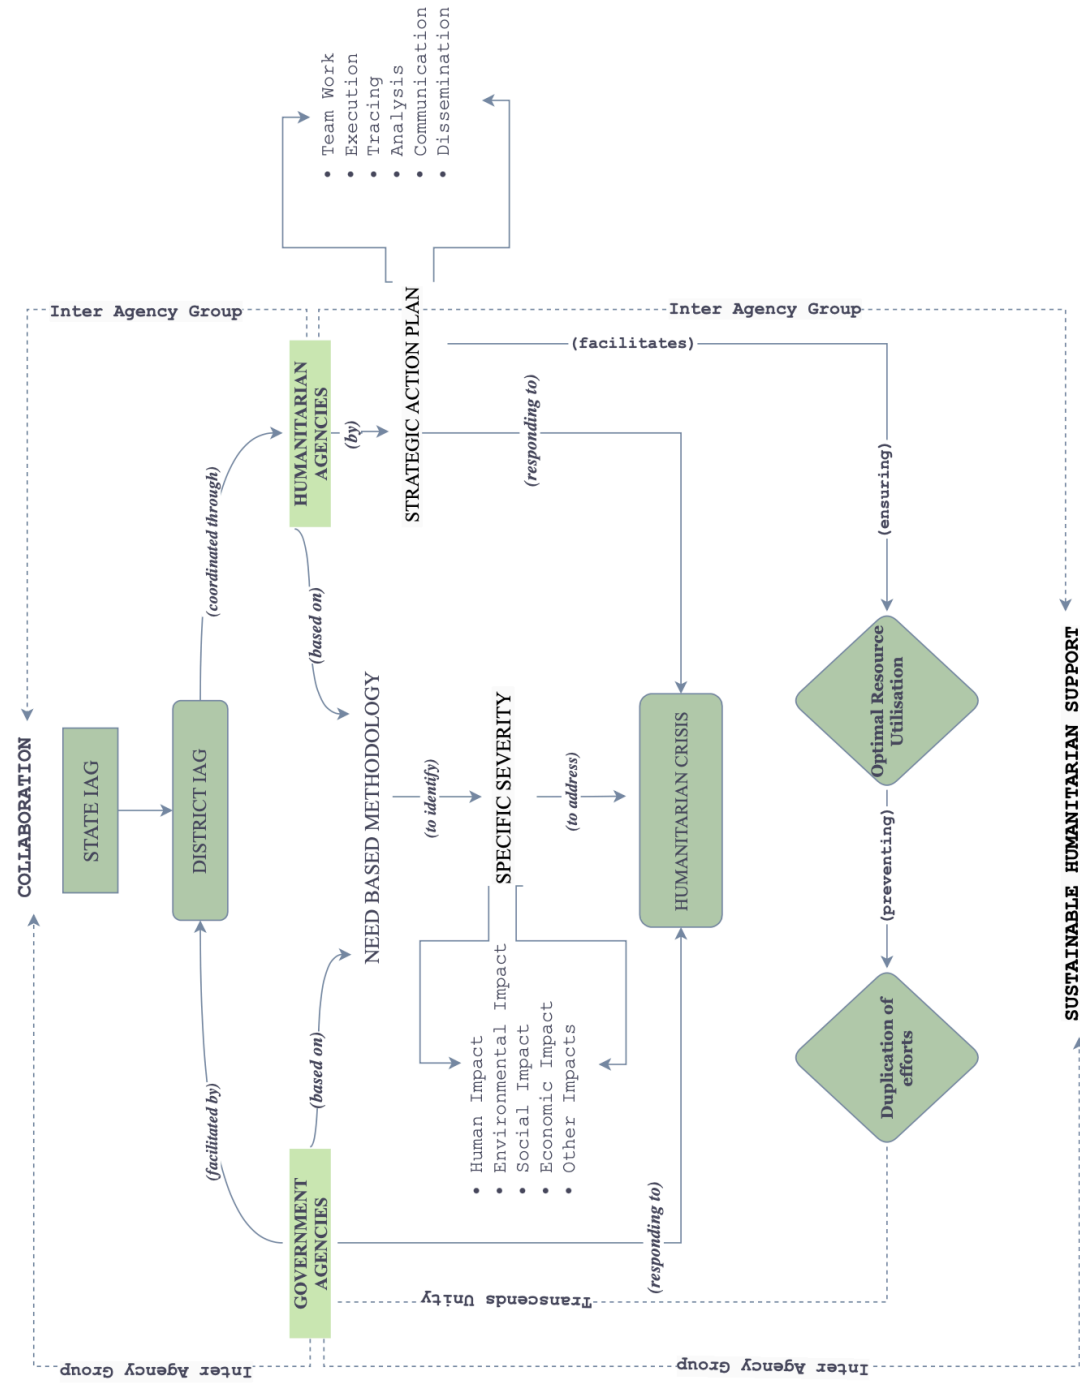 COLLABORATION
Inter Agency Group
Inter Agency Group
STATE IAG
DISTRICT IAG
(facilitated by)
(coordinated through)
GOVERNMENT
AGENCIES
(based on)
(based on)
HUMANITARIAN
AGENCIES
(by)
NEED BASED METHODOLOGY
STRATEGIC ACTION PLAN
• Team Work
• Execution
• Tracing
• Analysis
• Communication
• Dissemination
(to identify)
• Human Impact
• Environmental Impact
• Social Impact
• Economic Impact
• Other Impacts
SPECIFIC SEVERITY
(responding to)
(to address)
Transcends Unity
(responding to)
(facilitates)
HUMANITARIAN CRISIS
Inter Agency Group
Inter Agency Group
Duplication of
efforts
(preventing)
Optimal Resource
Utilisation
(ensuring)
SUSTAINABLE HUMANITARIAN SUPPORT